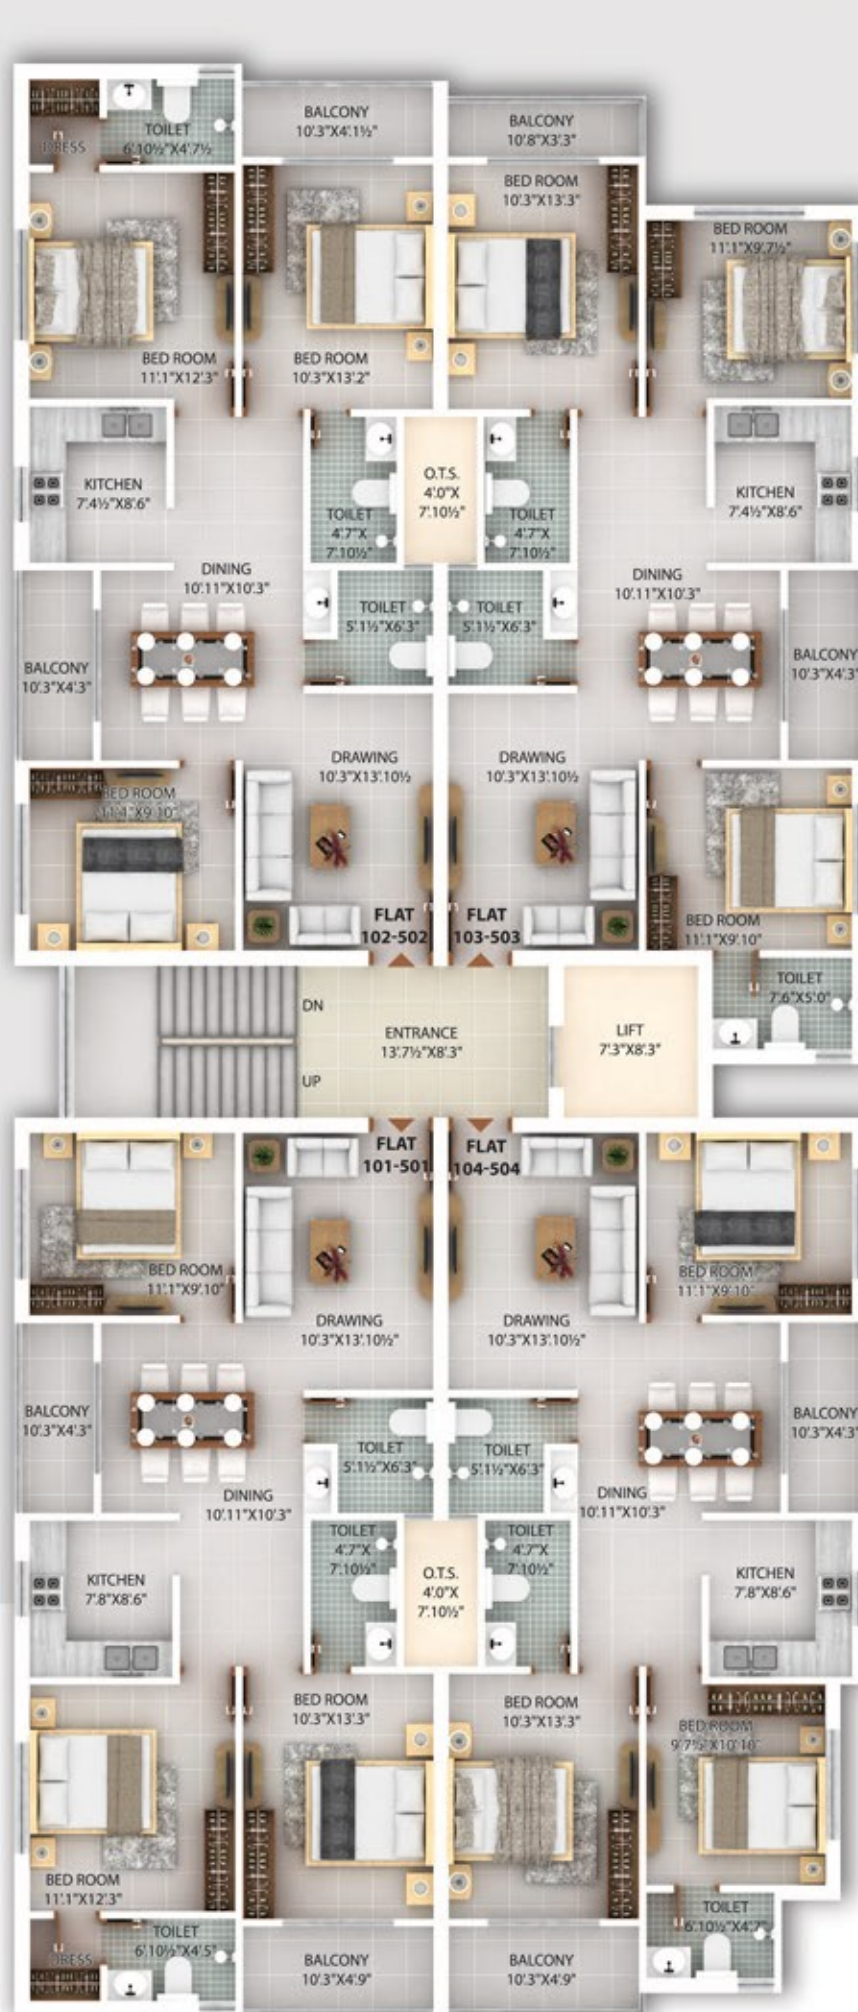 BALCONY
10'.3"X4'.1½"
BALCONY
10'.8"X3'.3"
TOILET
6'.10½"X4'.7½
DRESS
BED ROOM
10'.3"X13'.3"
BED ROOM
11'.1"X9'.7½"
BED ROOM
11'.1"X12'.3"
BED ROOM
10'.3"X13'.2"
KITCHEN
7'.4½"X8'.6"
TOILET
4'.7"X
7'.10½"
O.T.S.
4'.0"X
7'.10½"
TOILET
4'.7"X
7'.10½"
KITCHEN
7'.4½"X8'.6"
DINING
10'.11"X10'.3"
TOILET
5'.1½"X6'.3"
TOILET
5'.1½"X6'.3"
DINING
10'.11"X10'.3"
BALCONY
10'.3"X4'.3"
BALCONY
10'.3"X4'.3"
DRAWING
10'.3"X13'.10½
DRAWING
10'.3"X13'.10½
BED ROOM
11'.1"X9'.10"
FLAT
102-502
FLAT
103-503
BED ROOM
11'.1"X9'.10"
TOILET
7'.6"X5'.0"
DN
UP
ENTRANCE
13'.7½"X8'.3"
LIFT
7'.3"X8'.3"
FLAT
101-501
FLAT
104-504
BED ROOM
11'.1"X9'.10"
BED ROOM
11'.1"X9'.10"
DRAWING
10'.3"X13'.10½"
DRAWING
10'.3"X13'.10½"
BALCONY
10'.3"X4'.3"
BALCONY
10'.3"X4'.3"
TOILET
5'.1½"X6'.3"
TOILET
5'.1½"X6'.3"
DINING
10'.11"X10'.3"
DINING
10'.11"X10'.3"
KITCHEN
7'.8"X8'.6"
TOILET
4'.7"X
7'.10½"
O.T.S.
4'.0"X
7'.10½"
TOILET
4'.7"X
7'.10½"
KITCHEN
7'.8"X8'.6"
BED ROOM
10'.3"X13'.3"
BED ROOM
10'.3"X13'.3"
BED ROOM
9'.7½"X10'.10"
BED ROOM
11'.1"X12'.3"
TOILET
6'.10½"X4'.5"
DRESS
TOILET
6'.10½"X4'.7"
BALCONY
10'.3"X4'.9"
BALCONY
10'.3"X4'.9"